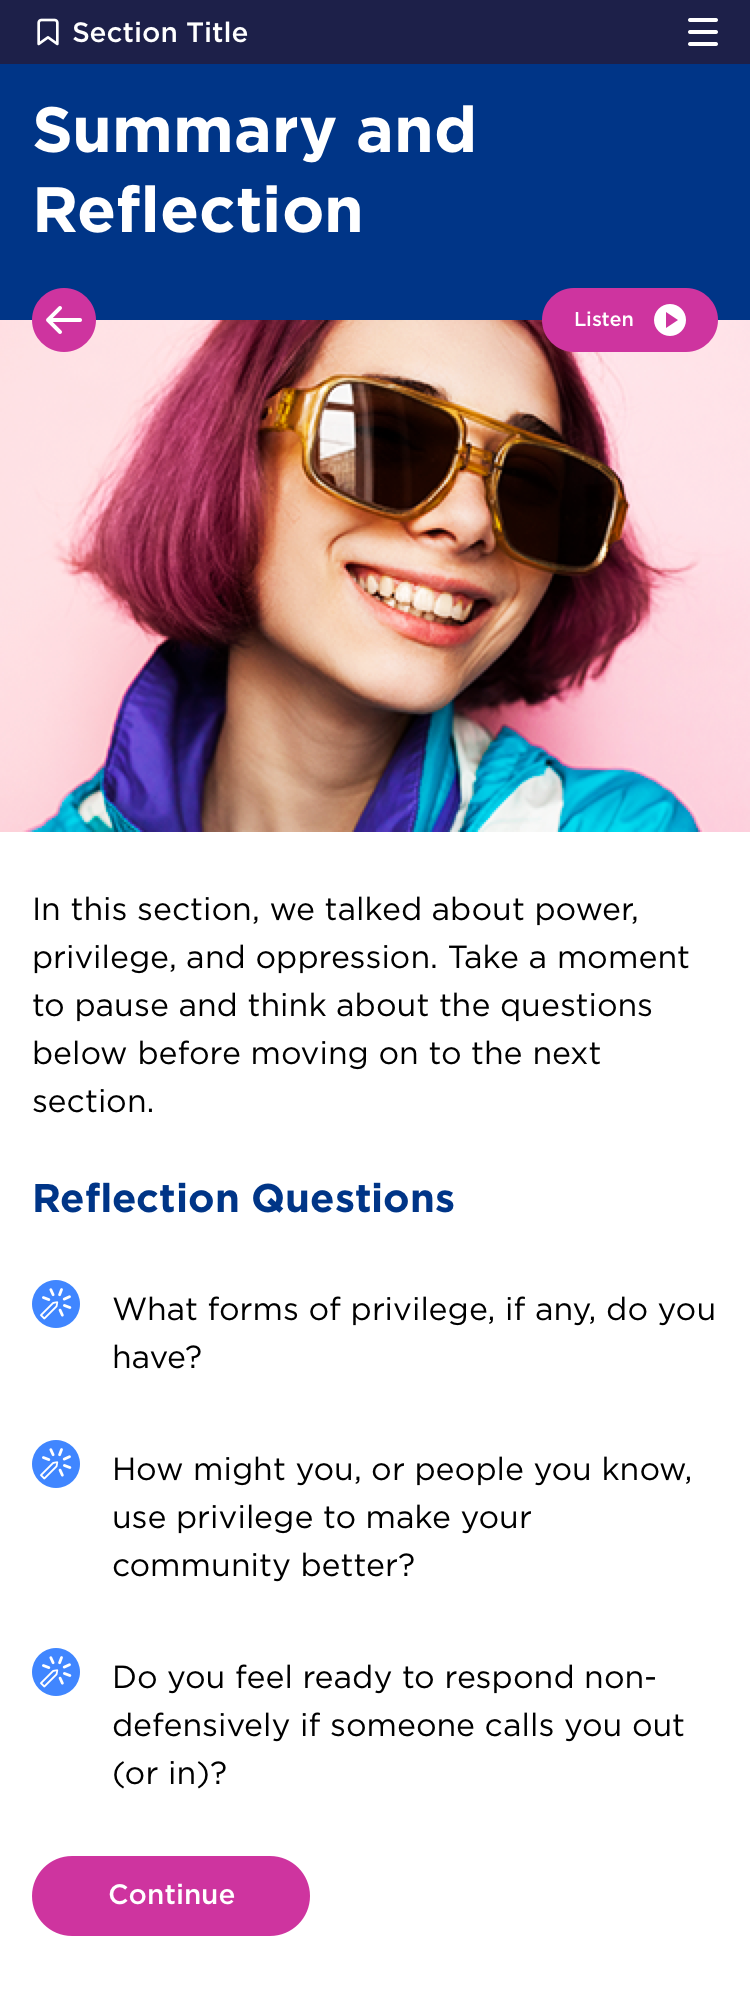 Section Title
Summary and
Reflection
Listen
In this section, we talked about power,
privilege, and oppression. Take a moment
to pause and think about the questions
below before moving on to the next
section.
Reflection Questions
What forms of privilege, if any, do you
have?
How might you, or people you know,
use privilege to make your
community better?
Do you feel ready to respond non-
defensively if someone calls you out
(or in)?
Continue